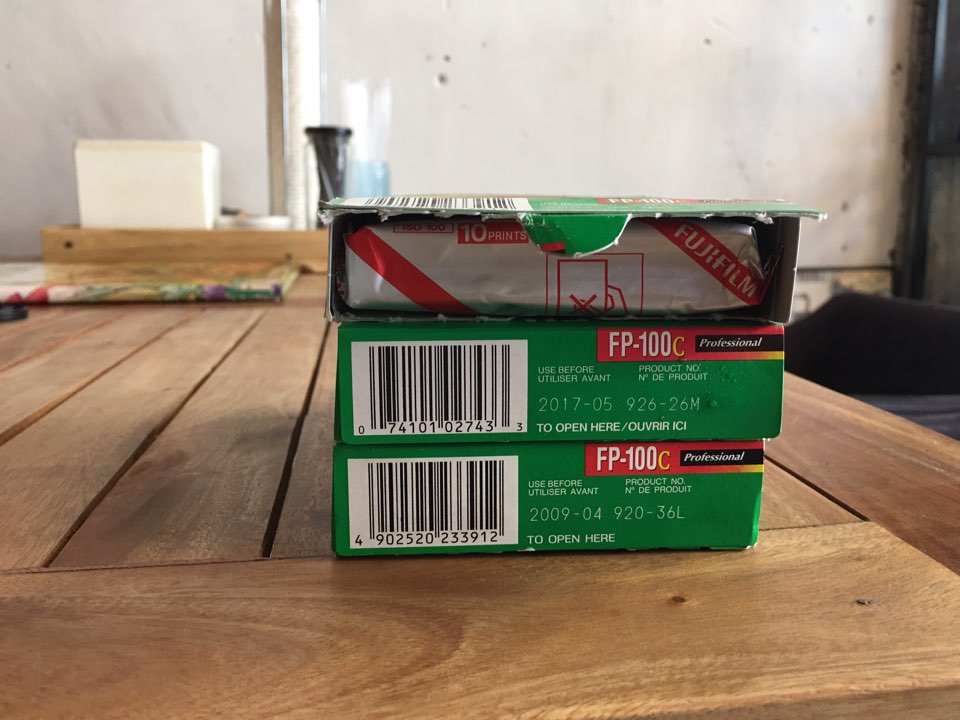 FP-100C
ISO 100
10 PRINTS
FUJIFILM
FP-100C Professional
USE BEFORE
UTILISER AVANT
PRODUCT NO.
N° DE PRODUIT
2017-05 926-26M
0 74101 02743 3
TO OPEN HERE/OUVRIR ICI
FP-100C Professional
USE BEFORE
UTILISER AVANT
PRODUCT NO.
N° DE PRODUIT
2009-04 920-36L
4 902520 233912
TO OPEN HERE